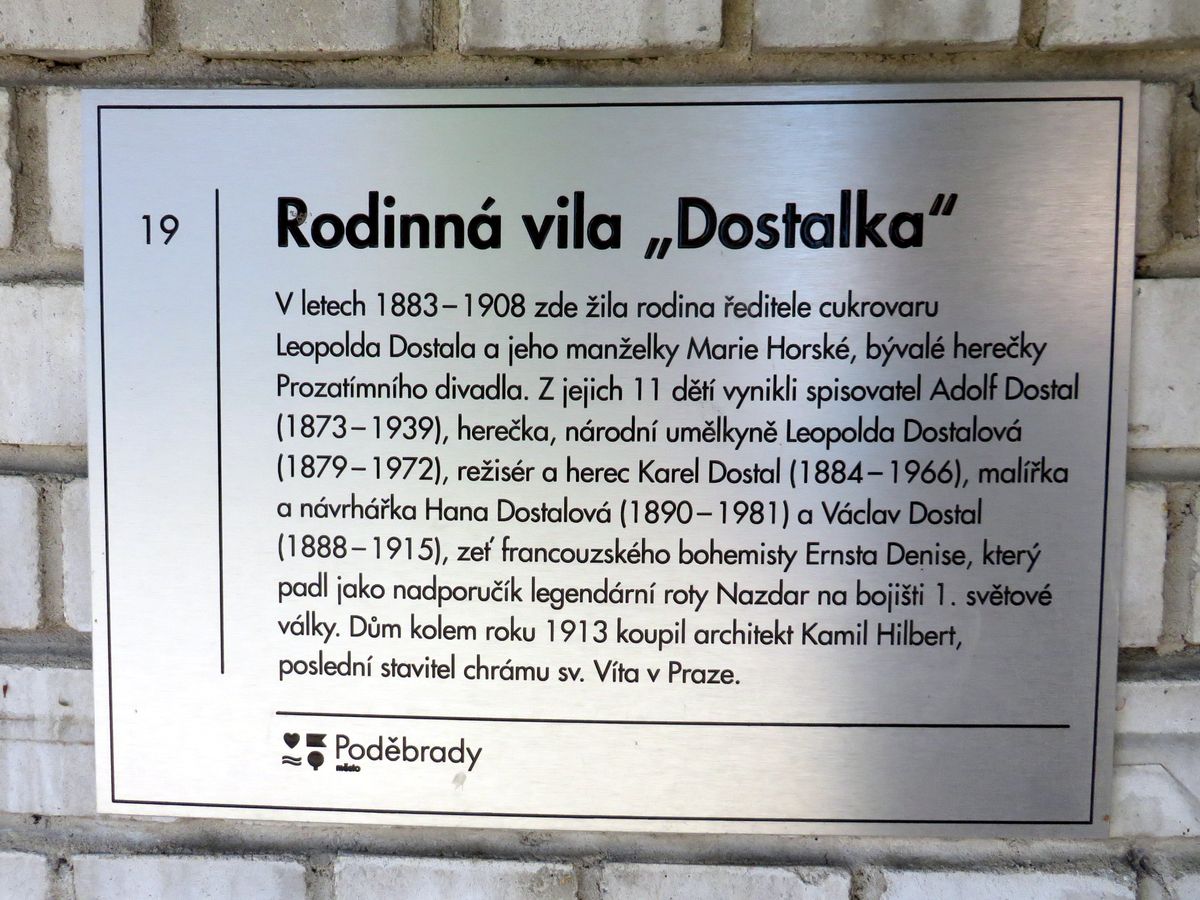 19
Rodinná vila „Dostalka“
V letech 1883–1908 zde žila rodina ředitele cukrovaru
Leopolda Dostala a jeho manželky Marie Horské, bývalé herečky
Prozatímního divadla. Z jejich 11 dětí vynikli spisovatel Adolf Dostal
(1873–1939), herečka, národní umělkyně Leopolda Dostalová
(1879–1972), režisér a herec Karel Dostal (1884–1966), malířka
a návrhářka Hana Dostalová (1890–1981) a Václav Dostal
(1888–1915), zeť francouzského bohemisty Ernsta Denise, který
padl jako nadporučík legendární roty Nazdar na bojišti 1. světové
války. Dům kolem roku 1913 koupil architekt Kamil Hilbert,
poslední stavitel chrámu sv. Víta v Praze.
Poděbrady
město